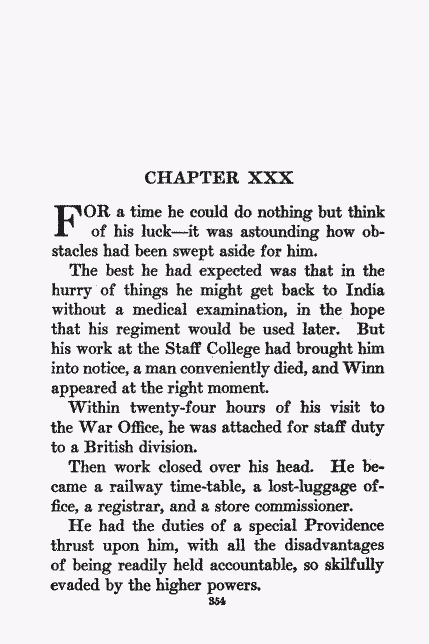 CHAPTER XXX
FOR a time he could do nothing but think
of his luck—it was astounding how ob-
stacles had been swept aside for him.
The best he had expected was that in the
hurry of things he might get back to India
without a medical examination, in the hope
that his regiment would be used later. But
his work at the Staff College had brought him
into notice, a man conveniently died, and Winn
appeared at the right moment.
Within twenty-four hours of his visit to
the War Office, he was attached for staff duty
to a British division.
Then work closed over his head. He be-
came a railway time-table, a lost-luggage of-
fice, a registrar, and a store commissioner.
He had the duties of a special Providence
thrust upon him, with all the disadvantages
of being readily held accountable, so skilfully
evaded by the higher powers.
354